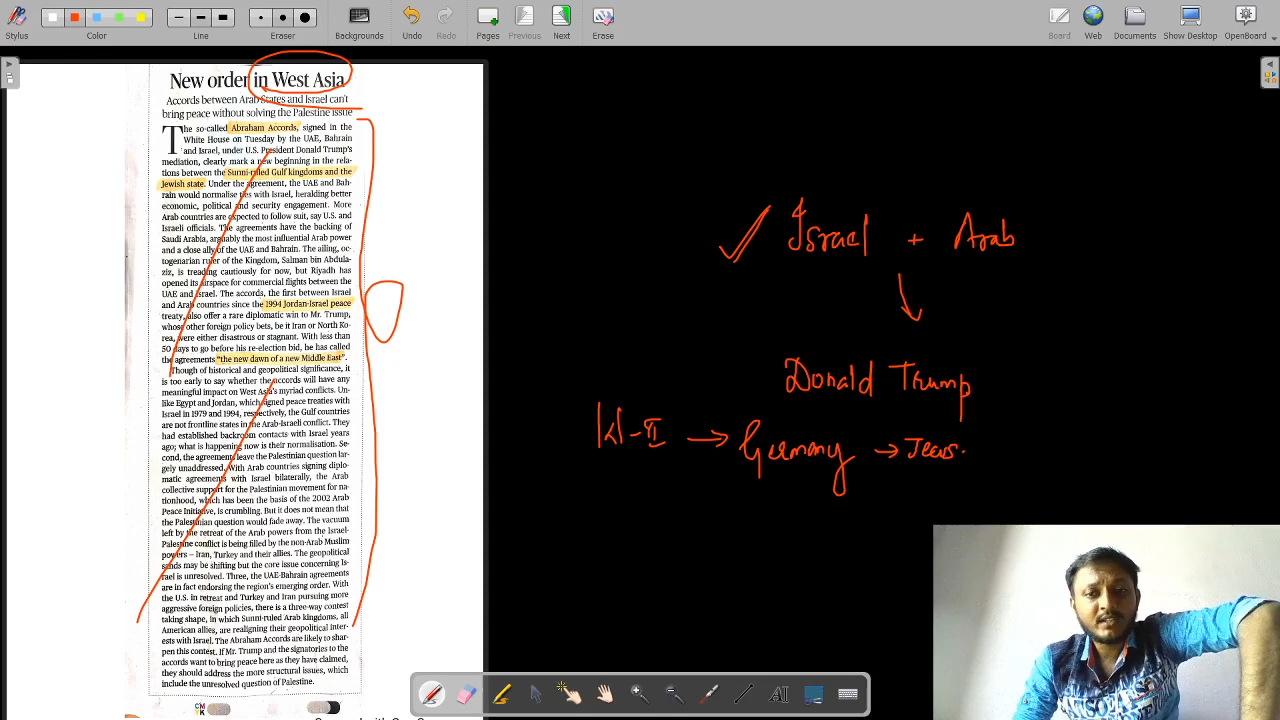 Stylus
Color
Line
Eraser
Backgrounds
Undo
Redo
Pages
Previous
Next
Erase
Board
Web
Documents
Show Desktop
OpenBoard
New order in West Asia
Accords between Arab States and Israel can't
bring peace without solving the Palestine issue
The so-called Abraham Accords, signed in the
White House on Tuesday by the UAE, Bahrain
and Israel, under U.S. President Donald Trump's
mediation, clearly mark a new beginning in the rela-
tions between the Sunni-ruled Gulf kingdoms and the
Jewish state. Under the agreement, the UAE and Bah-
rain would normalise ties with Israel, heralding better
economic, political and security engagement. More
Arab countries are expected to follow suit, say U.S. and
Israeli officials. The agreements have the backing of
Saudi Arabia, arguably the most influential Arab power
and a close ally of the UAE and Bahrain. The ailing, oc-
togenarian ruler of the Kingdom, Salman bin Abdula-
ziz, is treading cautiously for now, but Riyadh has
opened its airspace for commercial flights between the
UAE and Israel. The accords, the first between Israel
and Arab countries since the 1994 Jordan-Israel peace
treaty, also offer a rare diplomatic win to Mr. Trump,
whose other foreign policy bets, be it Iran or North Ko-
rea, were either disastrous or stagnant. With less than
50 days to go before his re-election bid, he has called
the agreements "the new dawn of a new Middle East".
Though of historical and geopolitical significance, it
is too early to say whether the accords will have any
meaningful impact on West Asia's myriad conflicts. Un-
like Egypt and Jordan, which signed peace treaties with
Israel in 1979 and 1994, respectively, the Gulf countries
are not frontline states in the Arab-Israeli conflict. They
had established backroom contacts with Israel years
ago; what is happening now is their normalisation. Se-
cond, the agreements leave the Palestinian question lar-
gely unaddressed. With Arab countries signing diplo-
matic agreements with Israel bilaterally, the Arab
collective support for the Palestinian movement for na-
tionhood, which has been the basis of the 2002 Arab
Peace Initiative, is crumbling. But it does not mean that
the Palestinian question would fade away. The vacuum
left by the retreat of the Arab powers from the Israel-
Palestine conflict is being filled by the non-Arab Muslim
powers – Iran, Turkey and their allies. The geopolitical
sands may be shifting but the core issue concerning Is-
rael is unresolved. Three, the UAE-Bahrain agreements
are in fact endorsing the region's emerging order. With
the U.S. in retreat and Turkey and Iran pursuing more
aggressive foreign policies, there is a three-way contest
taking shape, in which Sunni-ruled Arab kingdoms, all
American allies, are realigning their geopolitical inter-
ests with Israel. The Abraham Accords are likely to shar-
pen this contest. If Mr. Trump and the signatories to the
accords want to bring peace here as they have claimed,
they should address the more structural issues, which
include the unresolved question of Palestine.
CM
YK
Israel + Arab
Donald Trump
Germany → Jews.
AI